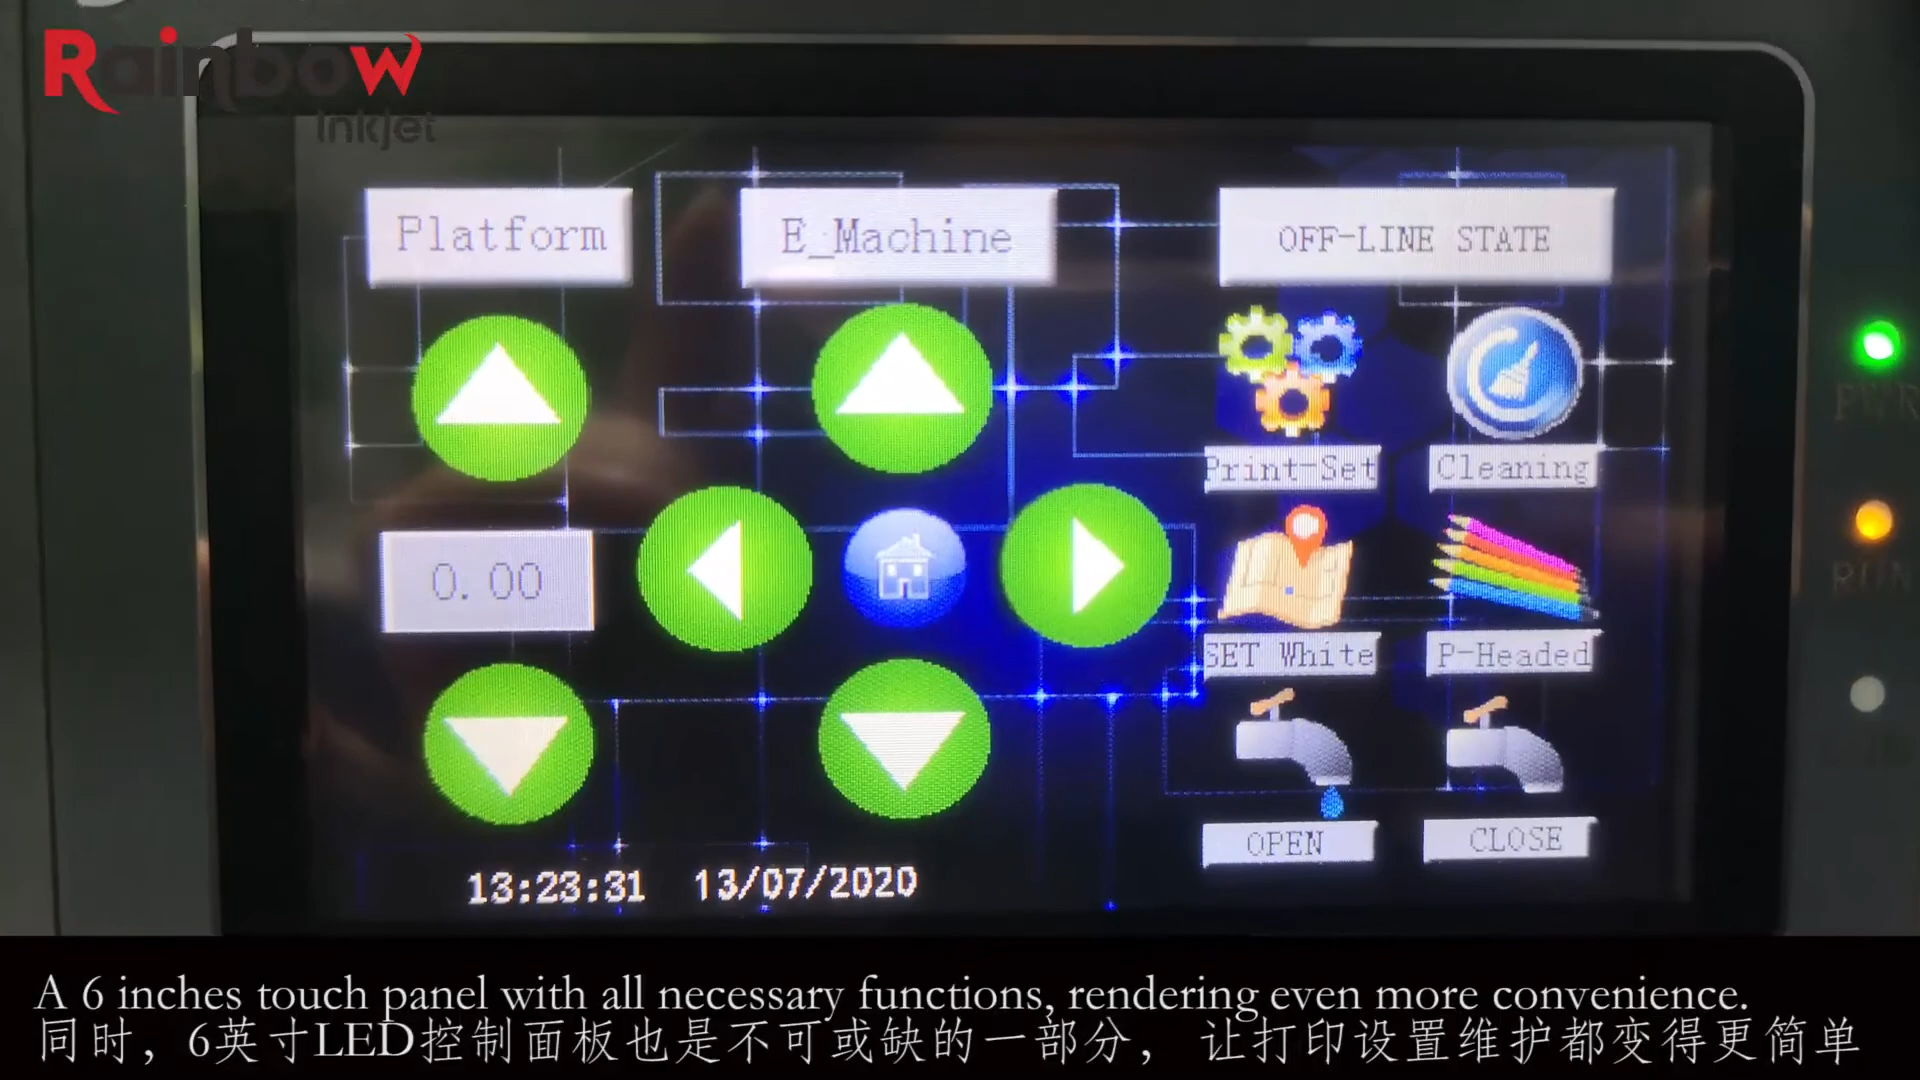 Rainbow
Inkjet
Platform
E_Machine
OFF-LINE STATE
Print-Set
Cleaning
0.00
SET White
P-Headed
OPEN
CLOSE
13:23:31 13/07/2020
PWR
RUN
A 6 inches touch panel with all necessary functions, rendering even more convenience.
同时，6英寸LED控制面板也是不可或缺的一部分， 让打印设置维护都变得更简单